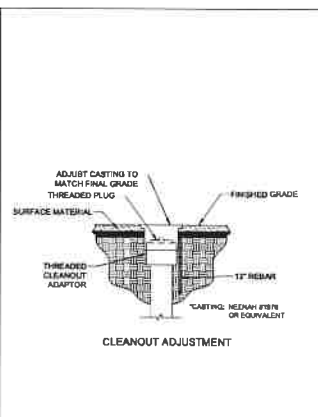 ADJUST CASTING TO
MATCH FINAL GRADE
THREADED PLUG
FINISHED GRADE
SURFACE MATERIAL
THREADED
CLEANOUT
ADAPTOR
12" REBAR
*CASTING: NEENAH
OR EQUIVALENT
CLEANOUT ADJUSTMENT